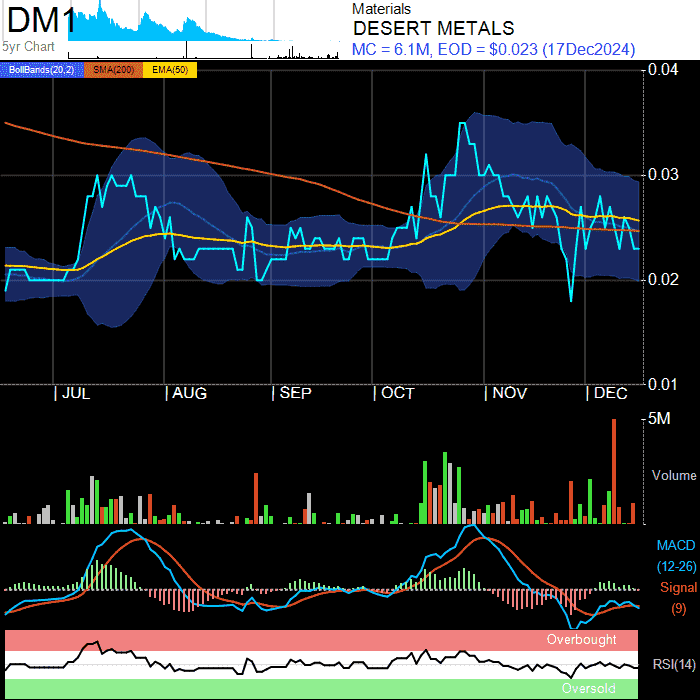 DM1
5yr Chart
Materials
DESERT METALS
MC = 6.1M, EOD = $0.023 (17Dec2024)
BollBands(20,2) SMA(200) EMA(50)
0.04
0.03
0.02
0.01
| JUL | AUG | SEP | OCT | NOV | DEC
5M
Volume
MACD
(12-26)
Signal
(9)
Overbought
RSI(14)
Oversold